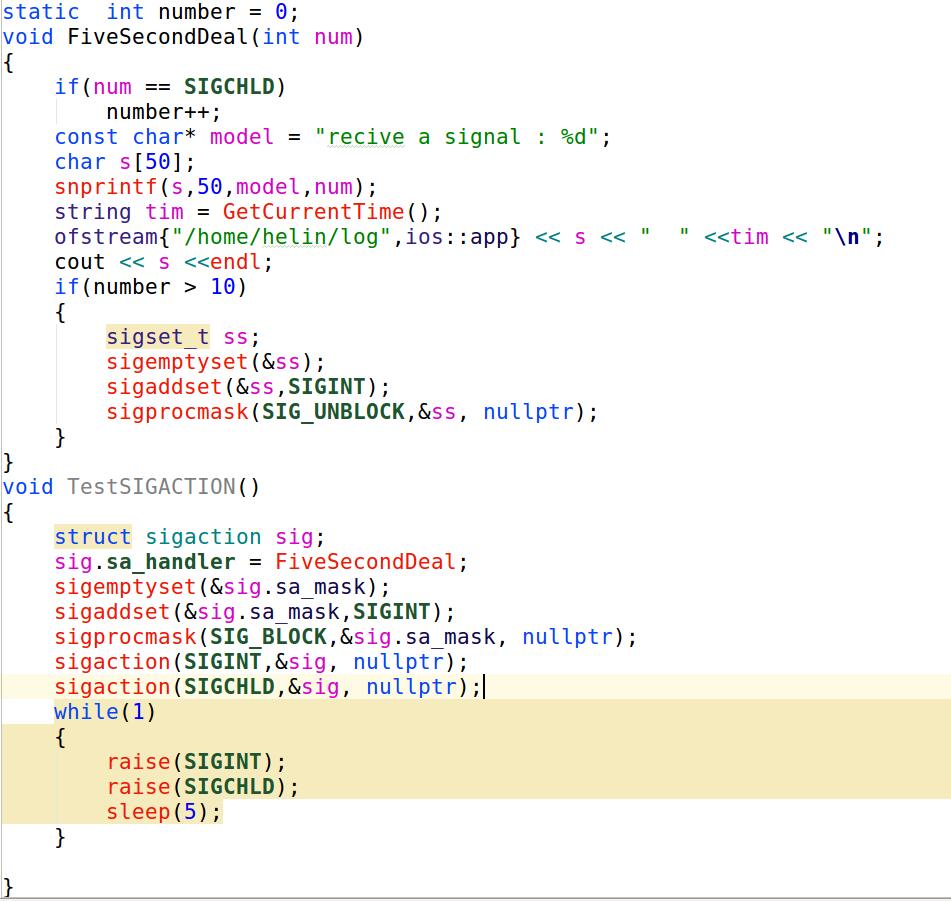 static  int number = 0;
void FiveSecondDeal(int num)
{
    if(num == SIGCHLD)
        number++;
    const char* model = "recive a signal : %d";
    char s[50];
    snprintf(s,50,model,num);
    string tim = GetCurrentTime();
    ofstream{"/home/helin/log",ios::app} << s << "  " <<tim << "\n";
    cout << s <<endl;
    if(number > 10)
    {
        sigset_t ss;
        sigemptyset(&ss);
        sigaddset(&ss,SIGINT);
        sigprocmask(SIG_UNBLOCK,&ss, nullptr);
    }
}
void TestSIGACTION()
{
    struct sigaction sig;
    sig.sa_handler = FiveSecondDeal;
    sigemptyset(&sig.sa_mask);
    sigaddset(&sig.sa_mask,SIGINT);
    sigprocmask(SIG_BLOCK,&sig.sa_mask, nullptr);
    sigaction(SIGINT,&sig, nullptr);
    sigaction(SIGCHLD,&sig, nullptr);
    while(1)
    {
        raise(SIGINT);
        raise(SIGCHLD);
        sleep(5);
    }

}